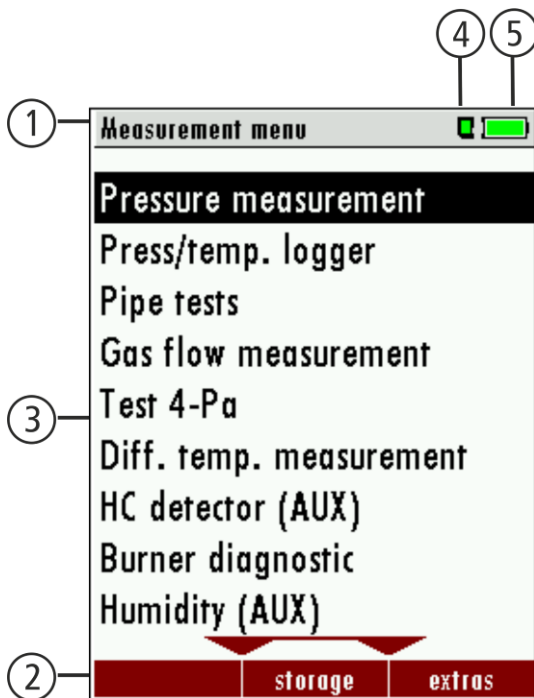 4 5
1 Measurement menu
Pressure measurement
Press/temp. logger
Pipe tests
Gas flow measurement
3 Test 4-Pa
Diff. temp. measurement
HC detector (AUX)
Burner diagnostic
Humidity (AUX)
2 storage extras